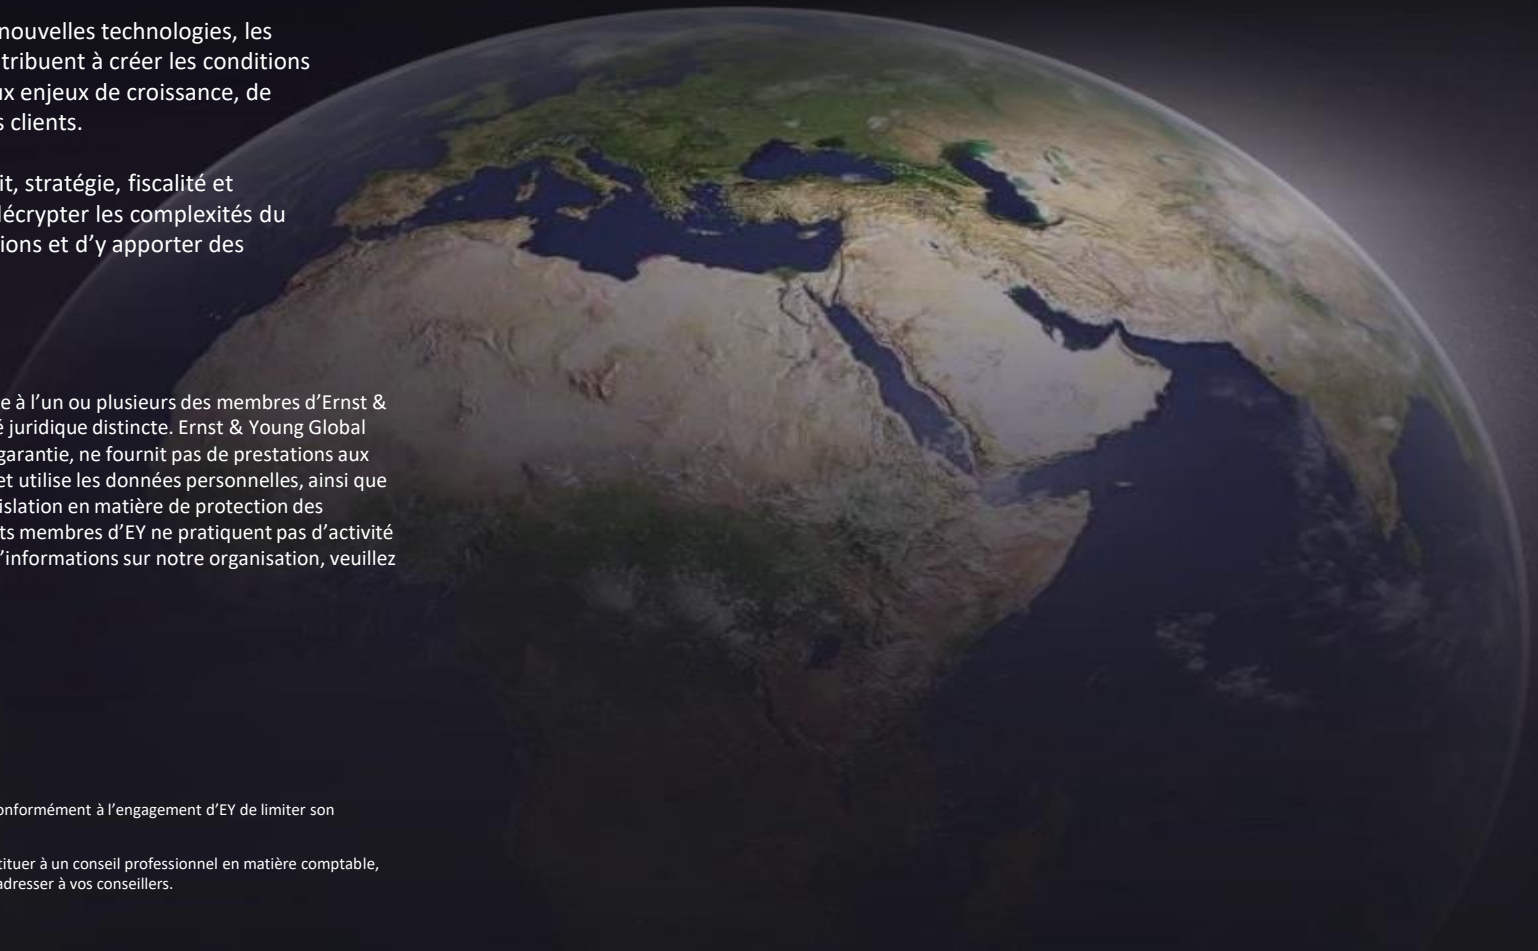 nouvelles technologies, les
tribuent à créer les conditions
ux enjeux de croissance, de
s clients.
it, stratégie, fiscalité et
décrypter les complexités du
tions et d’y apporter des
e à l’un ou plusieurs des membres d’Ernst &
é juridique distincte. Ernst & Young Global
garantie, ne fournit pas de prestations aux
et utilise les données personnelles, ainsi que
islation en matière de protection des
ts membres d’EY ne pratiquent pas d’activité
d’informations sur notre organisation, veuillez
onformément à l’engagement d’EY de limiter son
tituer à un conseil professionnel en matière comptable,
adresser à vos conseillers.